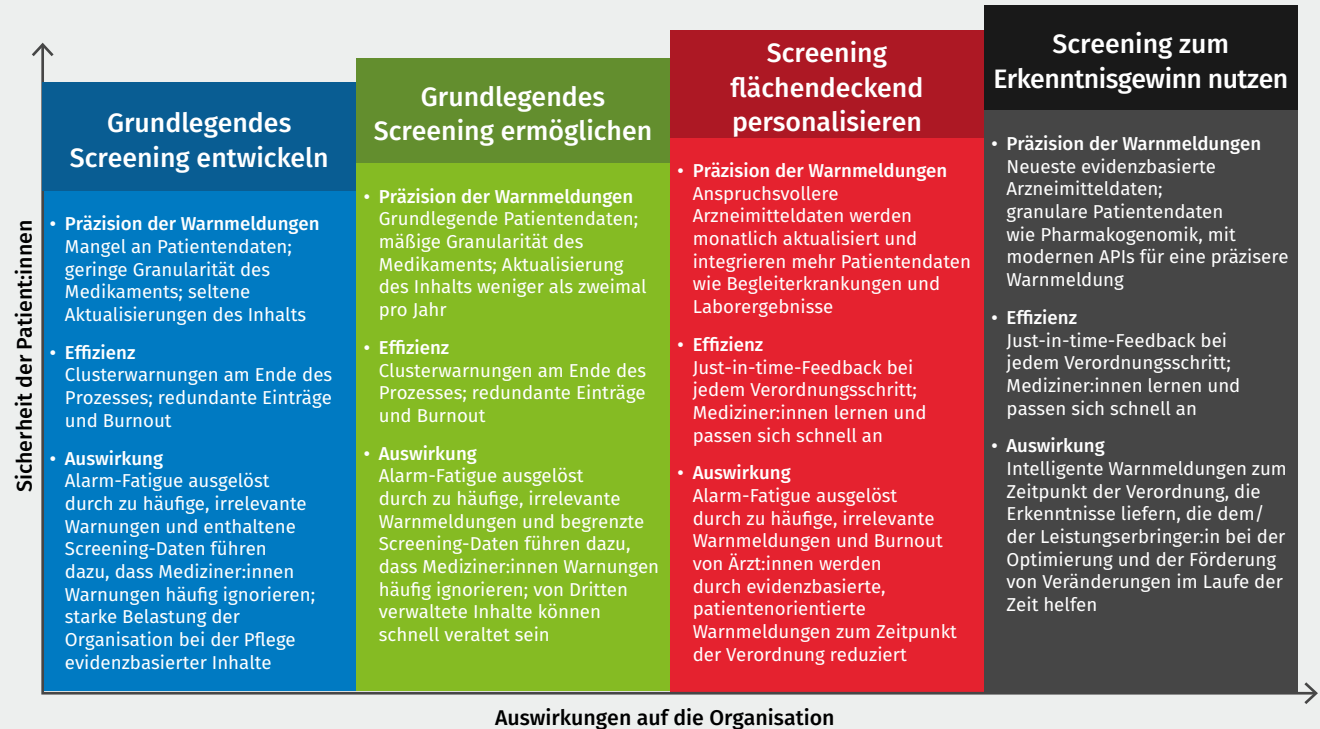 Sicherheit der Patient:innen
Grundlegendes
Screening entwickeln
• Präzision der Warnmeldungen
Mangel an Patientendaten;
geringe Granularität des
Medikaments; seltene
Aktualisierungen des Inhalts
• Effizienz
Clusterwarnungen am Ende des
Prozesses; redundante Einträge
und Burnout
• Auswirkung
Alarm-Fatigue ausgelöst
durch zu häufige, irrelevante
Warnungen und enthaltene
Screening-Daten führen
dazu, dass Mediziner:innen
Warnungen häufig ignorieren;
starke Belastung der
Organisation bei der Pflege
evidenzbasierter Inhalte
Grundlegendes
Screening ermöglichen
• Präzision der Warnmeldungen
Grundlegende Patientendaten;
mäßige Granularität des
Medikaments; Aktualisierung
des Inhalts weniger als zweimal
pro Jahr
• Effizienz
Clusterwarnungen am Ende des
Prozesses; redundante Einträge
und Burnout
• Auswirkung
Alarm-Fatigue ausgelöst
durch zu häufige, irrelevante
Warnmeldungen und begrenzte
Screening-Daten führen dazu,
dass Mediziner:innen Warnungen
häufig ignorieren; von Dritten
verwaltete Inhalte können
schnell veraltet sein
Screening
flächendeckend
personalisieren
• Präzision der Warnmeldungen
Anspruchsvollere
Arzneimitteldaten werden
monatlich aktualisiert und
integrieren mehr Patientendaten
wie Begleiterkrankungen und
Laborergebnisse
• Effizienz
Just-in-time-Feedback bei
jedem Verordnungsschritt;
Mediziner:innen lernen und
passen sich schnell an
• Auswirkung
Alarm-Fatigue ausgelöst
durch zu häufige, irrelevante
Warnmeldungen und Burnout
von Ärzt:innen werden
durch evidenzbasierte,
patientenorientierte
Warnmeldungen zum Zeitpunkt
der Verordnung reduziert
Screening zum
Erkenntnisgewinn nutzen
• Präzision der Warnmeldungen
Neueste evidenzbasierte
Arzneimitteldaten;
granulare Patientendaten
wie Pharmakogenomik, mit
modernen APIs für eine präzisere
Warnmeldung
• Effizienz
Just-in-time-Feedback bei
jedem Verordnungsschritt;
Mediziner:innen lernen und
passen sich schnell an
• Auswirkung
Intelligente Warnmeldungen zum
Zeitpunkt der Verordnung, die
Erkenntnisse liefern, die dem/
der Leistungserbringer:in bei der
Optimierung und der Förderung
von Veränderungen im Laufe der
Zeit helfen
Auswirkungen auf die Organisation